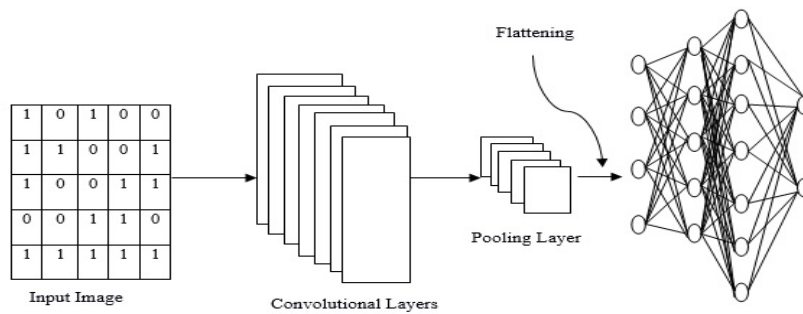 Flattening
1 0 1 0 0
1 1 0 0 1
1 0 0 1 1
0 0 1 1 0
1 1 1 1 1
Pooling Layer
Input Image
Convolutional Layers